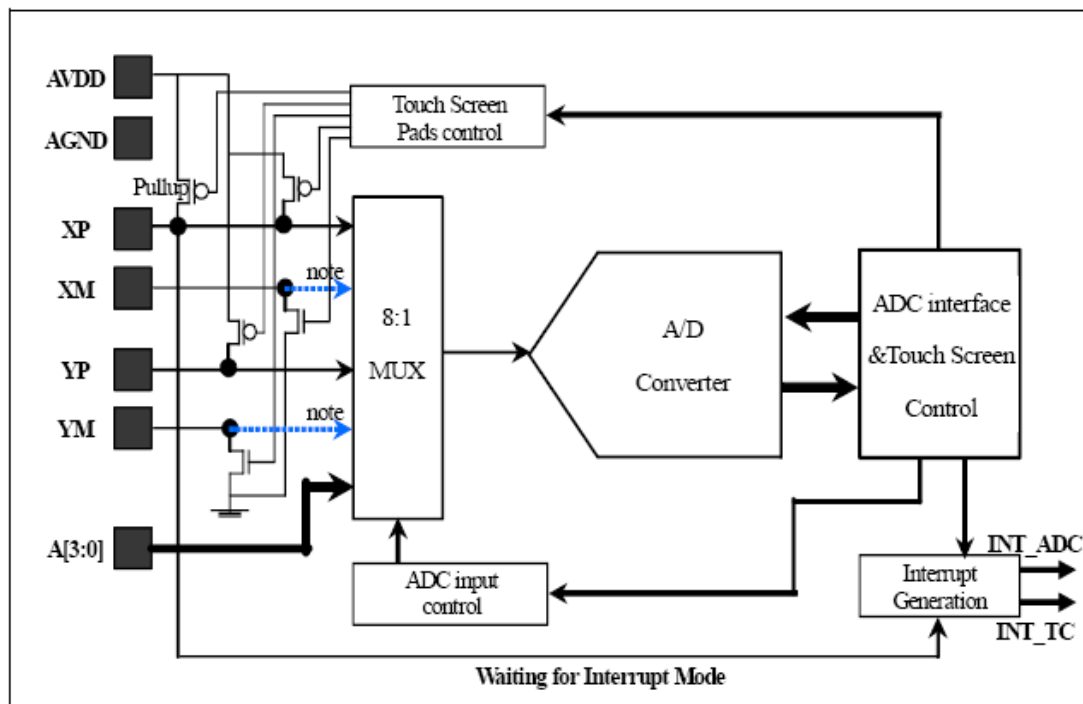 AVDD
AGND
Pullup
XP
XM
YP
YM
A[3:0]
Touch Screen
Pads control
note
note
8:1
MUX
A/D
Converter
ADC interface
&Touch Screen
Control
ADC input
control
Interrupt
Generation
INT_ADC
INT_TC
Waiting for Interrupt Mode